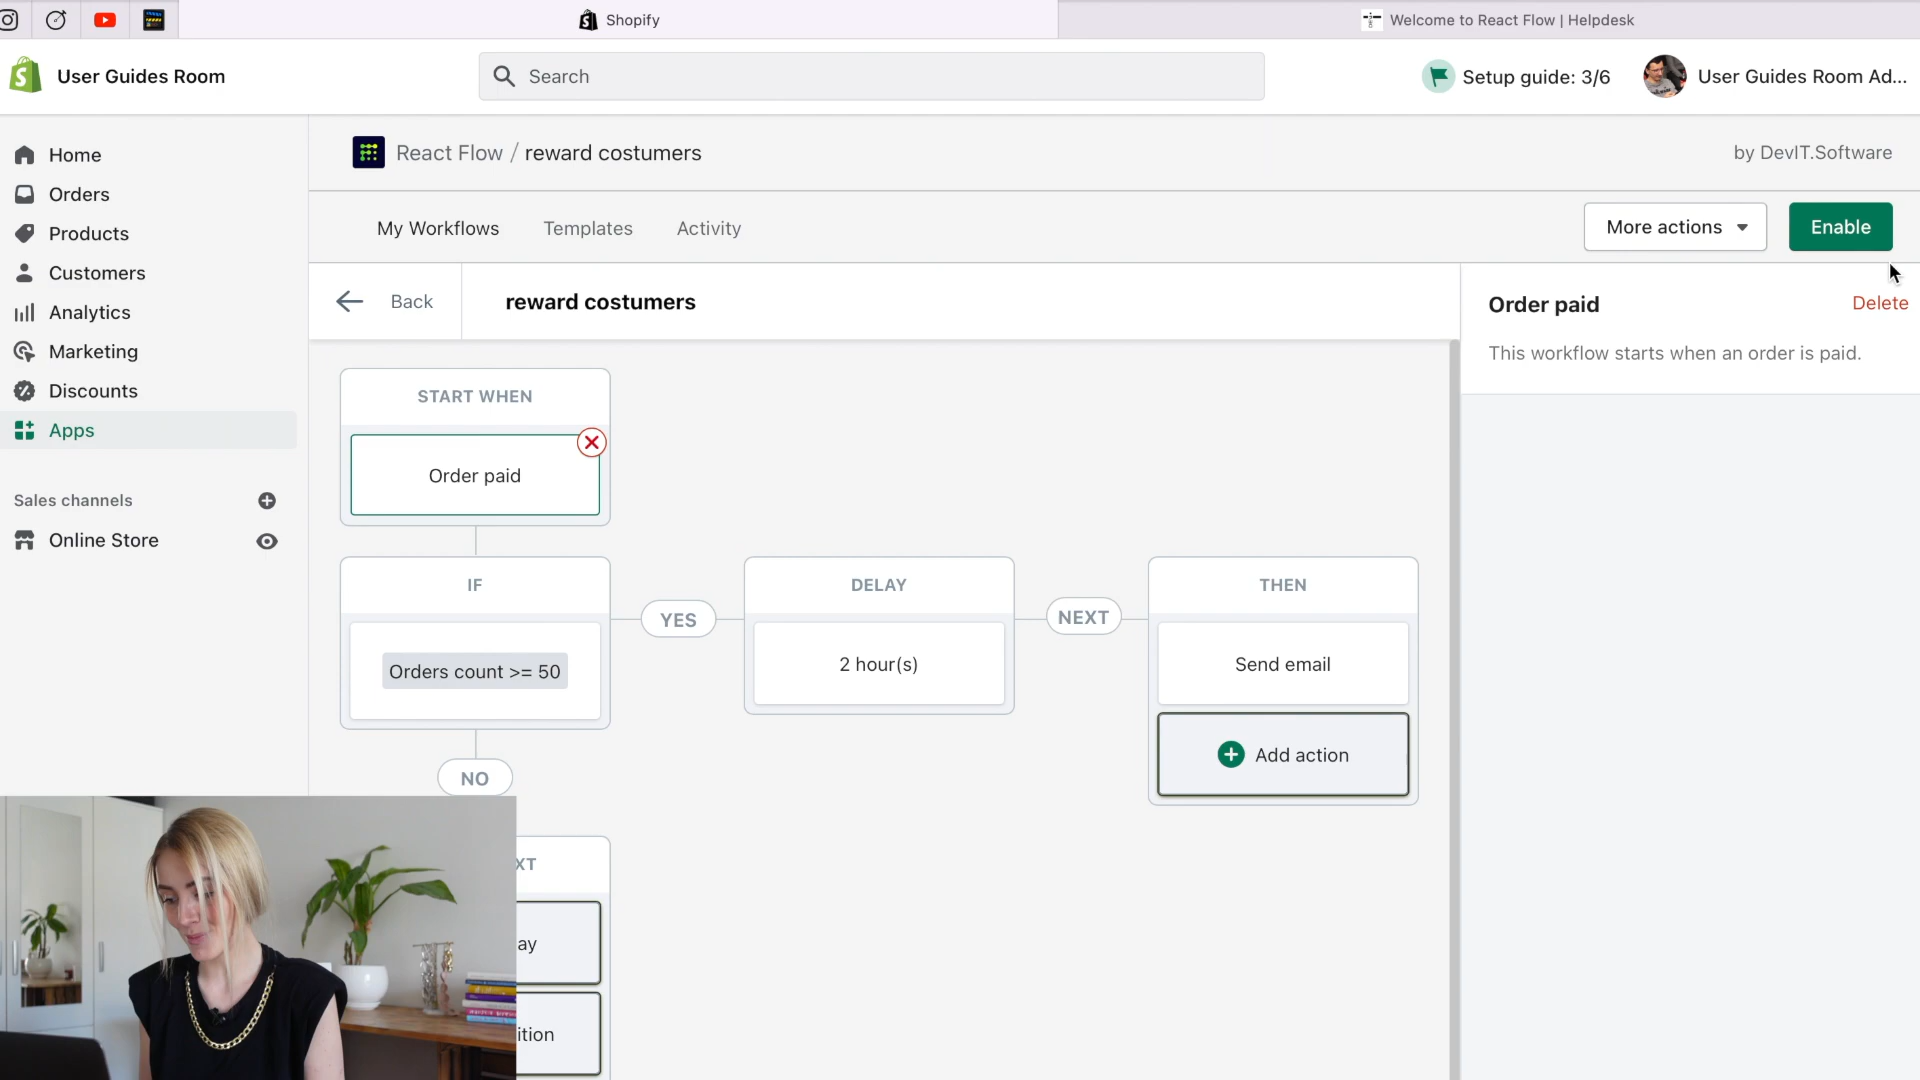 Shopify
Welcome to React Flow | Helpdesk
User Guides Room
Search
Setup guide: 3/6
User Guides Room Ad...
Home
Orders
Products
Customers
Analytics
Marketing
Discounts
Apps
Sales channels
Online Store
React Flow / reward costumers
by DevIT.Software
My Workflows
Templates
Activity
More actions
Enable
Back
reward costumers
Order paid
Delete
This workflow starts when an order is paid.
START WHEN
Order paid
IF
Orders count >= 50
YES
DELAY
2 hour(s)
NEXT
THEN
Send email
Add action
NO
XT
ay
ition